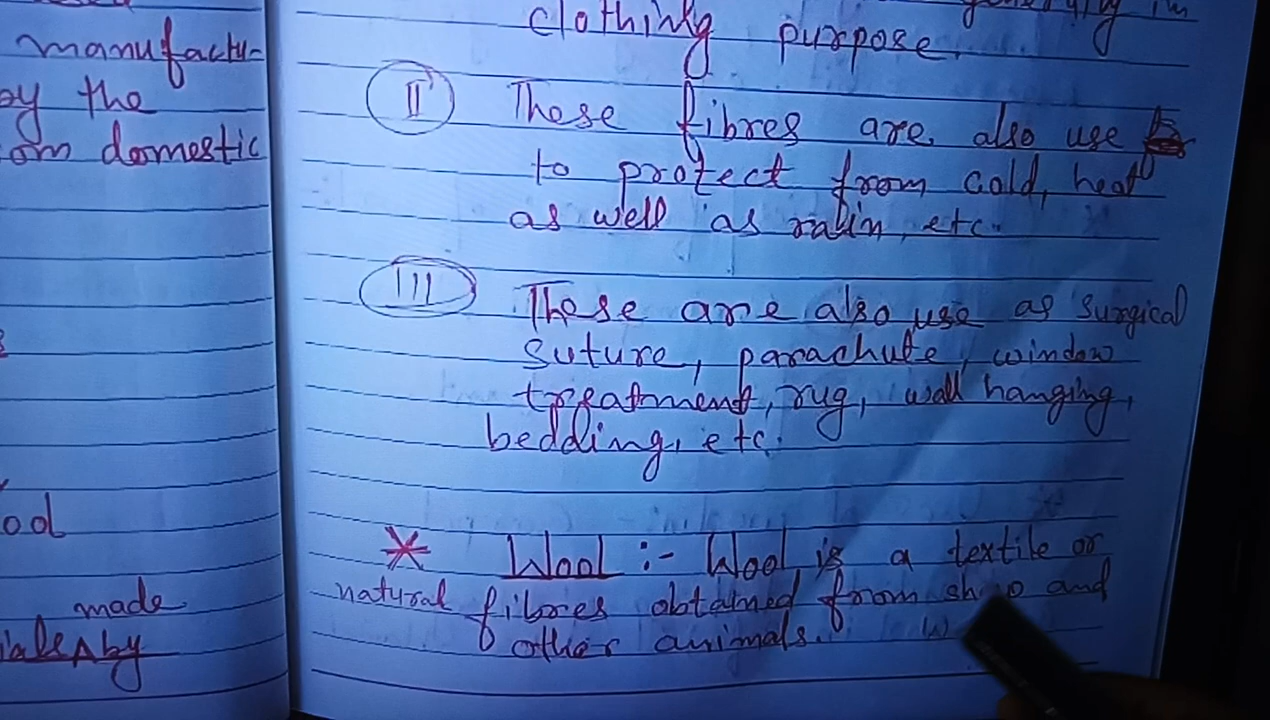 manufactu-
by the
om domestic
od
made
by
clothing purpose.
II These fibres are also use
to protect from cold, heat
as well as rain, etc.
III These are also use as surgical
suture, parachute, window
treatment, rug, wall hanging,
bedding, etc.
* Wool :- Wool is a textile or
natural fibres obtained from and
other animals. W